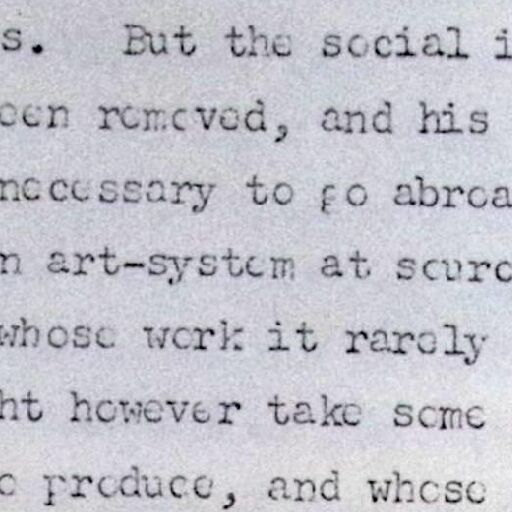 s. But the social i
een removed, and his
necessary to go abroa
n art-system at sourc
whose work it rarely
ht however take some
e produce, and whose